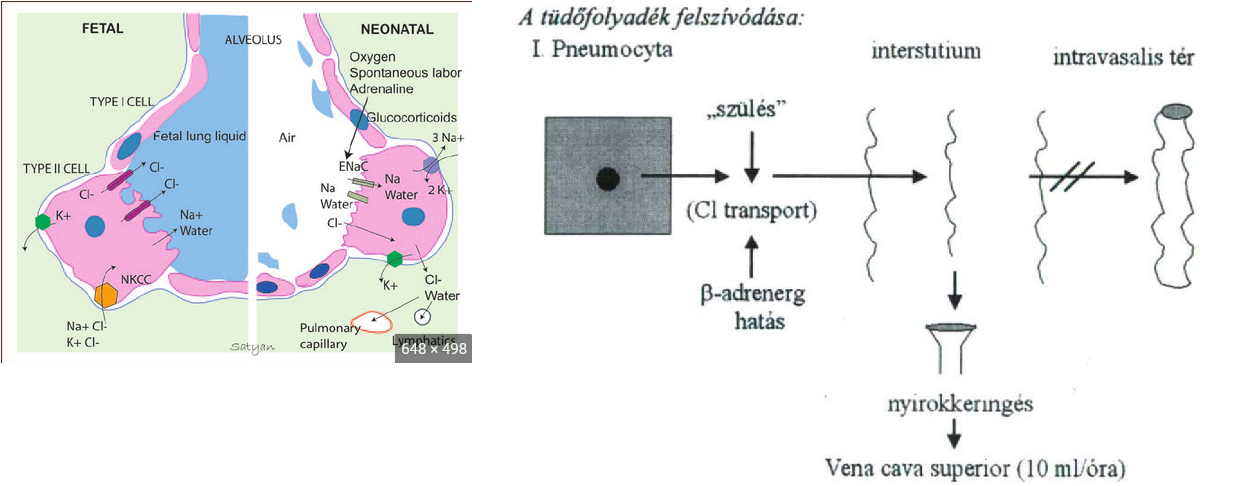 FETAL
NEONATAL
ALVEOLUS
Oxygen
Spontaneous labor
Adrenaline
TYPE I CELL
Glucocorticoids
Fetal lung liquid
Air
3 Na+
TYPE II CELL
Cl-
Cl-
Cl-
ENaC
Na
Water
2 K+
Na
Water
K+
Na+
Water
Cl-
NKCC
K+
Cl-
Water
Na+ Cl-
K+ Cl-
Pulmonary
capillary
Lymphatics
Satyan
648 × 498
A tüdőfolyadék felszívódása:
I. Pneumocyta
interstitium
intravasalis tér
„szülés”
(Cl transport)
β-adrenerg
hatás
nyirokkeringés
Vena cava superior (10 ml/óra)